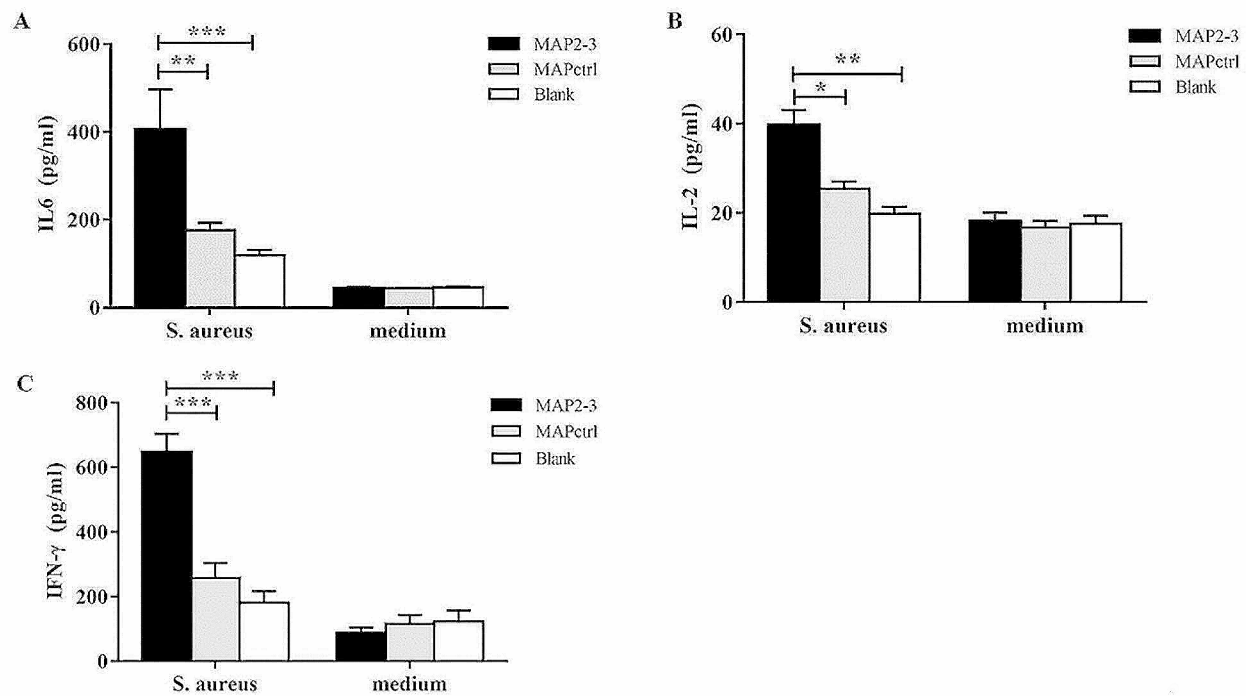 A
600
400
200
0
IL6 (pg/ml)
***
**
MAP2-3
MAPctrl
Blank
S. aureus
medium
B
60
40
20
0
IL-2 (pg/ml)
**
*
MAP2-3
MAPctrl
Blank
S. aureus
medium
C
800
600
400
200
0
IFN-γ (pg/ml)
***
***
MAP2-3
MAPctrl
Blank
S. aureus
medium